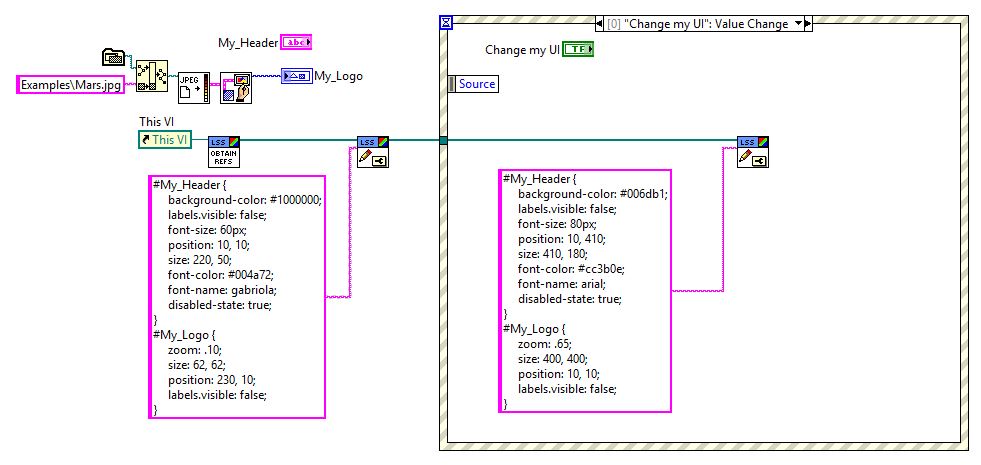 [0] "Change my UI": Value Change
My_Header
abc
Change my UI
TF
Examples\Mars.jpg
JPEG
My_Logo
Source
This VI
This VI
LSS
OBTAIN
REFS
LSS
LSS
#My_Header {
background-color: #1000000;
labels.visible: false;
font-size: 60px;
position: 10, 10;
size: 220, 50;
font-color: #004a72;
font-name: gabriola;
disabled-state: true;
}
#My_Logo {
zoom: .10;
size: 62, 62;
position: 230, 10;
labels.visible: false;
}
#My_Header {
background-color: #006db1;
labels.visible: false;
font-size: 80px;
position: 10, 410;
size: 410, 180;
font-color: #cc3b0e;
font-name: arial;
disabled-state: true;
}
#My_Logo {
zoom: .65;
size: 400, 400;
position: 10, 10;
labels.visible: false;
}